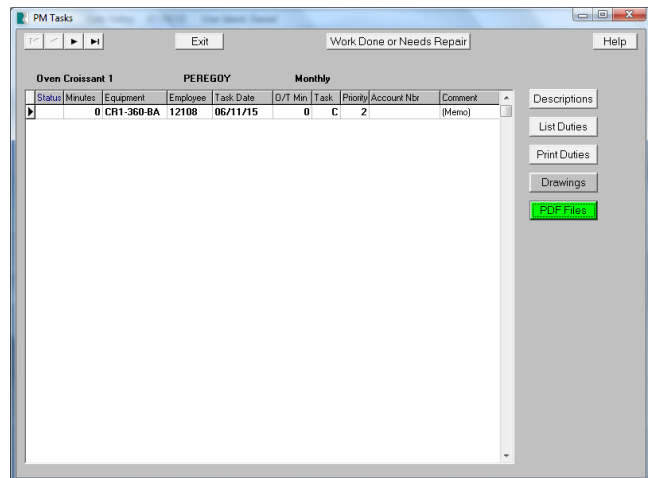 PM Tasks
Exit Work Done or Needs Repair Help
Oven Croissant 1 PEREGOY Monthly
Status Minutes Equipment Employee Task Date O/T Min Task Priority Account Nbr Comment
0 CR1-360-BA 12108 06/11/15 0 C 2 (Memo)
Descriptions
List Duties
Print Duties
Drawings
PDF Files